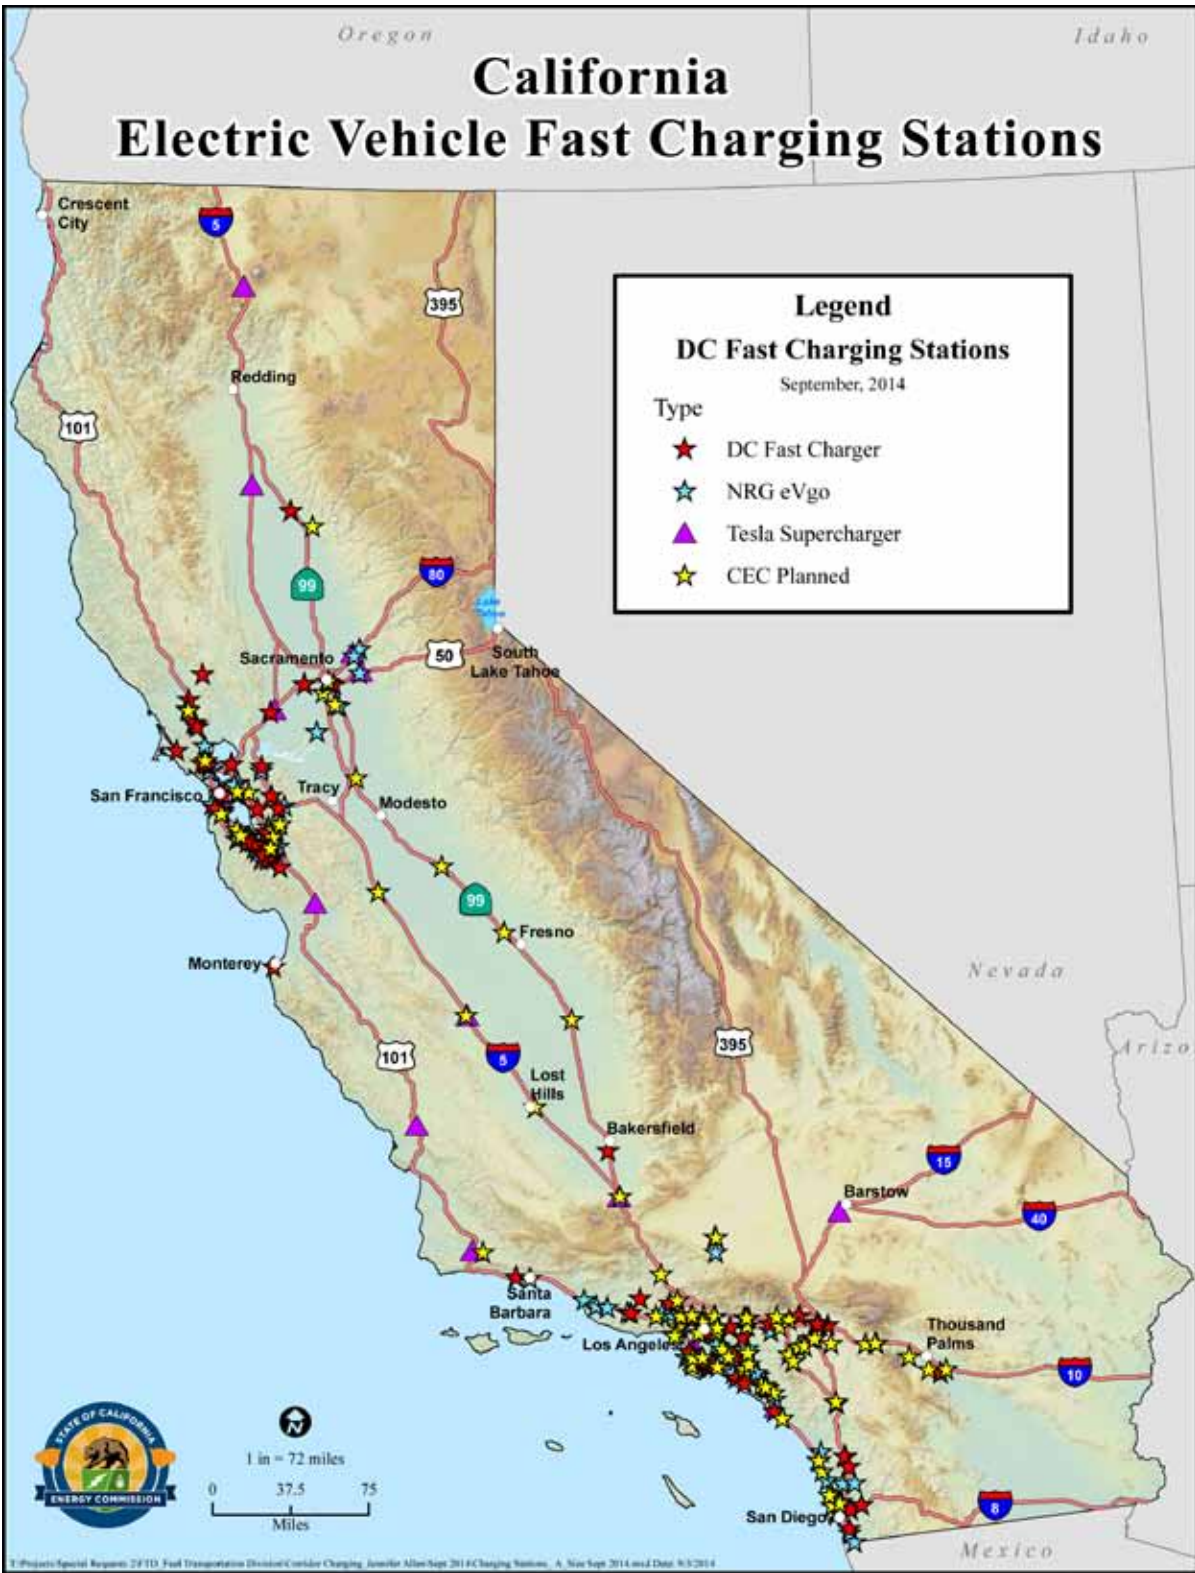 Oregon
Idaho
California
Electric Vehicle Fast Charging Stations
Crescent
City
5
395
Legend
DC Fast Charging Stations
September, 2014
Type
DC Fast Charger
NRG eVgo
Tesla Supercharger
CEC Planned
Redding
101
99
80
Lake
Tahoe
50
South
Lake Tahoe
Sacramento
San Francisco
Tracy
Modesto
99
Fresno
Monterey
Nevada
395
Arizo
101
5
Lost
Hills
Bakersfield
15
Barstow
40
Santa
Barbara
Los Angeles
Thousand
Palms
10
STATE OF CALIFORNIA
ENERGY COMMISSION
N
1 in = 72 miles
0 37.5 75
Miles
San Diego
8
Mexico